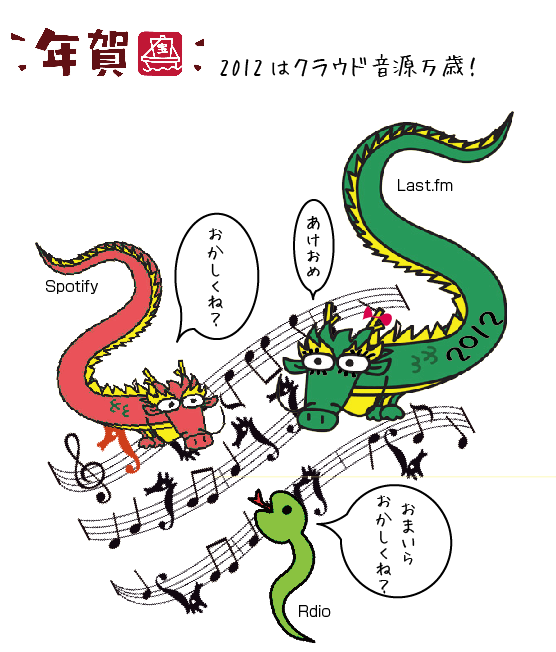 年賀 宝
2012はクラウド音源万歳！
Last.fm
あけおめ
おかしくね？
Spotify
2012
おまいら
おかしくね？
Rdio